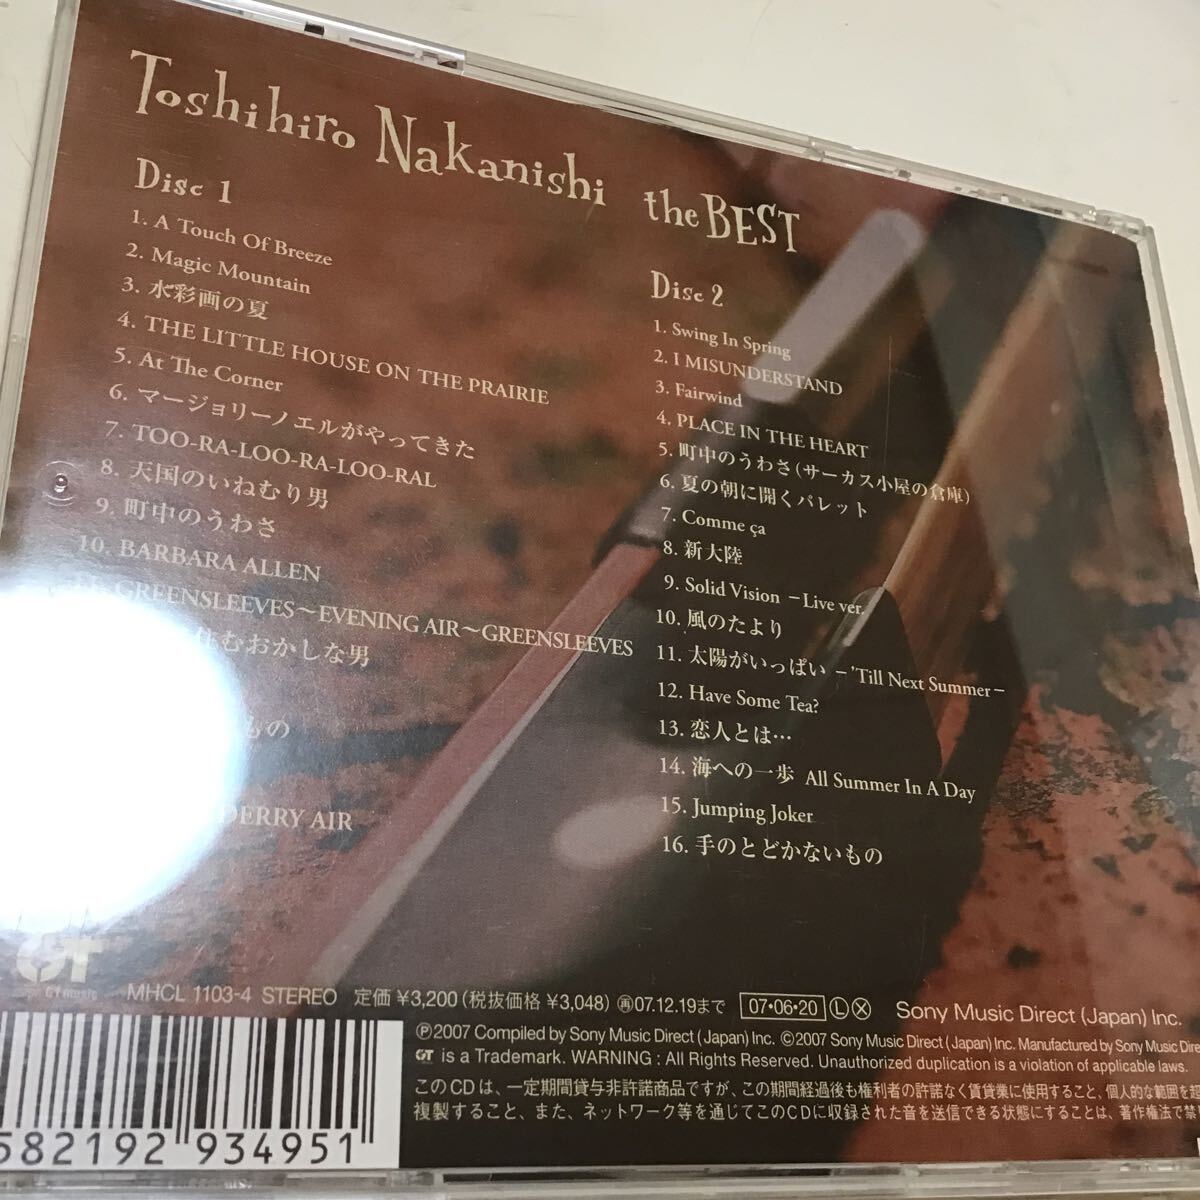 Toshihiro Nakanishi the BEST
Disc 1
1. A Touch Of Breeze
2. Magic Mountain
3. 水彩画の夏
4. THE LITTLE HOUSE ON THE PRAIRIE
5. At The Corner
6. マージョリーノエルがやってきた
7. TOO-RA-LOO-RA-LOO-RAL
8. 天国のいねむり男
9. 町中のうわさ
10. BARBARA ALLEN
GREENSLEEVES〜EVENING AIR〜GREENSLEEVES
住むおかしな男
もの
DERRY AIR
Disc 2
1. Swing In Spring
2. I MISUNDERSTAND
3. Fairwind
4. PLACE IN THE HEART
5. 町中のうわさ(サーカス小屋の倉庫)
6. 夏の朝に開くパレット
7. Comme ça
8. 新大陸
9. Solid Vision −Live ver.
10. 風のたより
11. 太陽がいっぱい −'Till Next Summer−
12. Have Some Tea?
13. 恋人とは…
14. 海への一歩 All Summer In A Day
15. Jumping Joker
16. 手のとどかないもの
GT music
MHCL 1103-4 STEREO 定価 ¥3,200 (税抜価格 ¥3,048) 再07.12.19まで 07・06・20 L X Sony Music Direct (Japan) Inc.
℗2007 Compiled by Sony Music Direct (Japan) Inc. ©2007 Sony Music Direct (Japan) Inc. Manufactured by Sony Music Dire
GT is a Trademark. WARNING : All Rights Reserved. Unauthorized duplication is a violation of applicable laws.
このCDは、一定期間貸与非許諾商品ですが、この期間経過後も権利者の許諾なく賃貸業に使用すること、個人的な範囲を超
複製すること、また、ネットワーク等を通じてこのCDに収録された音を送信できる状態にすることは、著作権法で禁
582192 934951